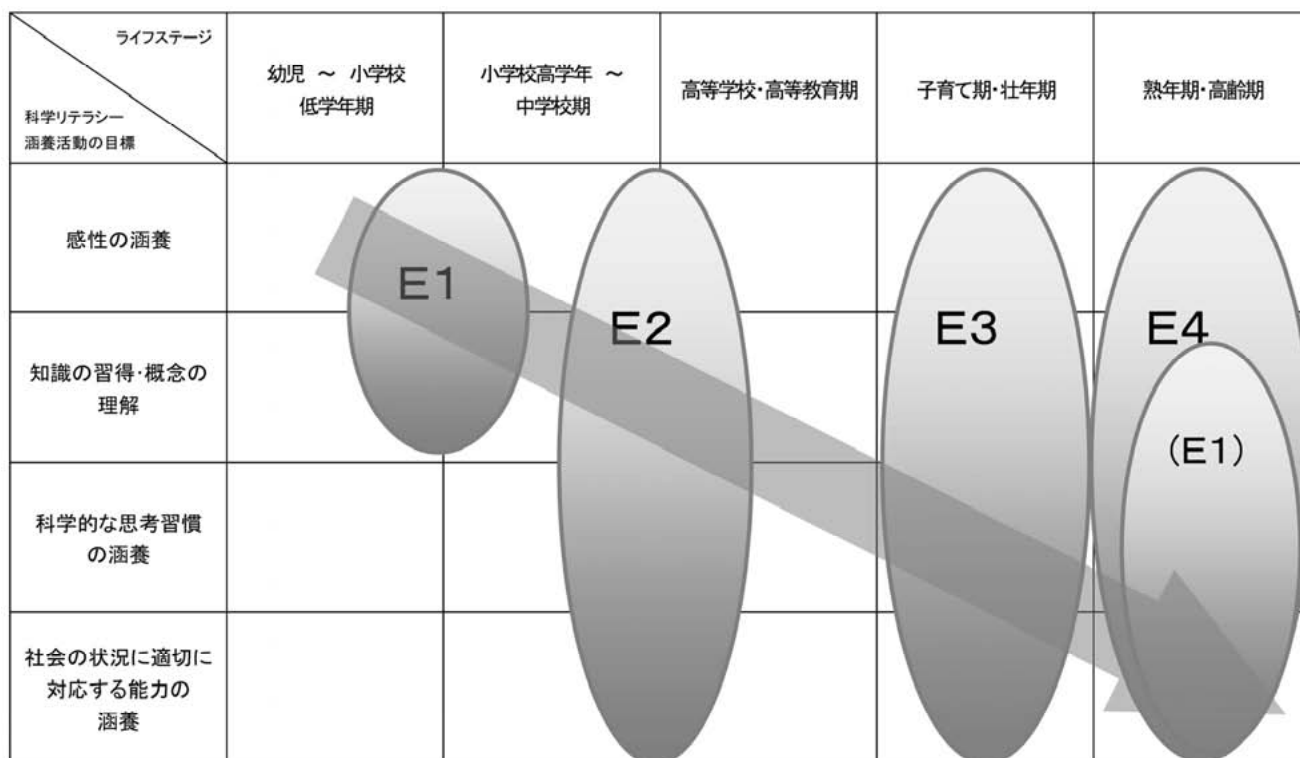 ライフステージ
科学リテラシー
涵養活動の目標
幼児 ～ 小学校
低学年期
小学校高学年 ～
中学校期
高等学校・高等教育期
子育て期・壮年期
熟年期・高齢期
感性の涵養
E1
E2
E3
E4
知識の習得・概念の
理解
(E1)
科学的な思考習慣
の涵養
社会の状況に適切に
対応する能力の
涵養